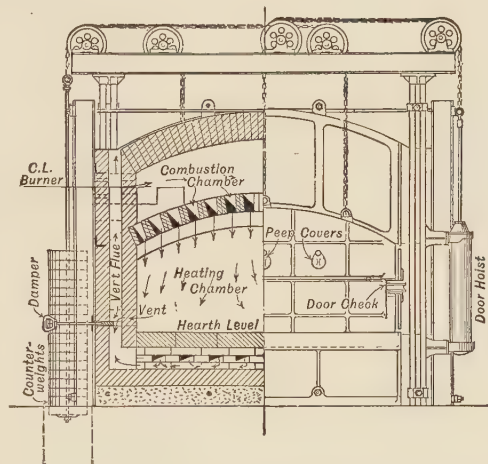 C.L.
Burner
Combustion
Chamber
Vert Flue
Peep Covers
Heating
Chamber
Door Check
Door Hoist
Damper
Vent
Hearth Level
Counter-
weights